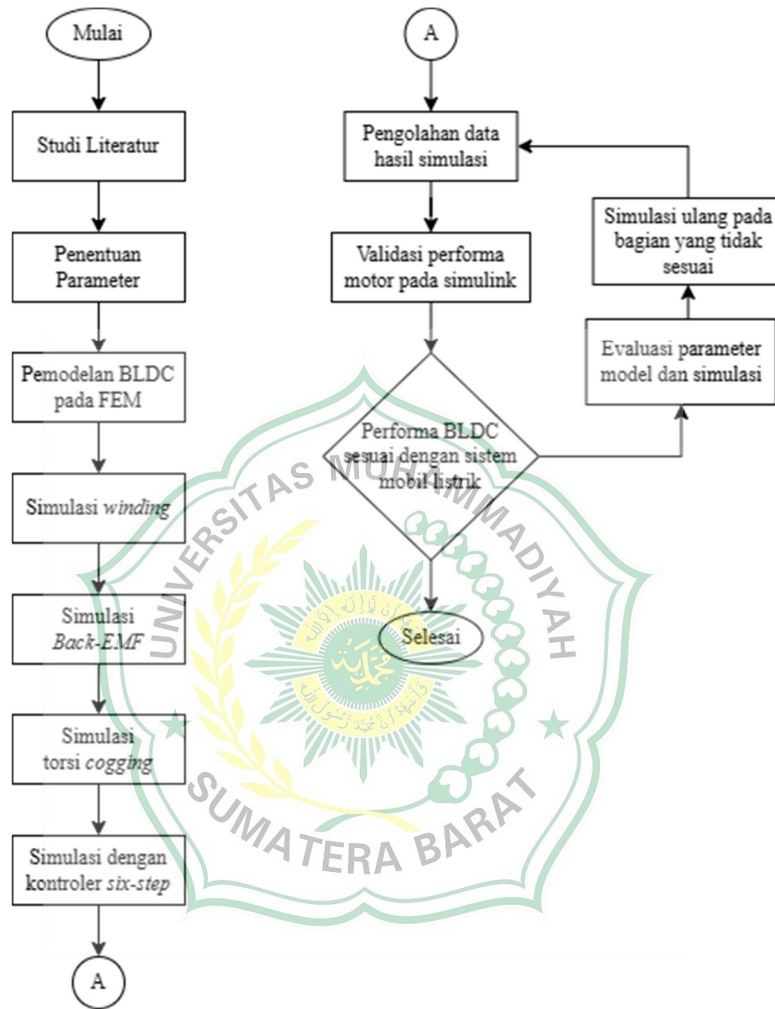 Mulai
Studi Literatur
Penentuan
Parameter
Pemodelan BLDC
pada FEM
Simulasi winding
Simulasi
Back-EMF
Simulasi
torsi cogging
Simulasi dengan
kontroler six-step
A
A
Pengolahan data
hasil simulasi
Validasi performa
motor pada simulink
Performa BLDC
sesuai dengan sistem
mobil listrik
Selesai
Evaluasi parameter
model dan simulasi
Simulasi ulang pada
bagian yang tidak
sesuai
UNIVERSITAS MUHAMMADIYAH
SUMATERA BARAT